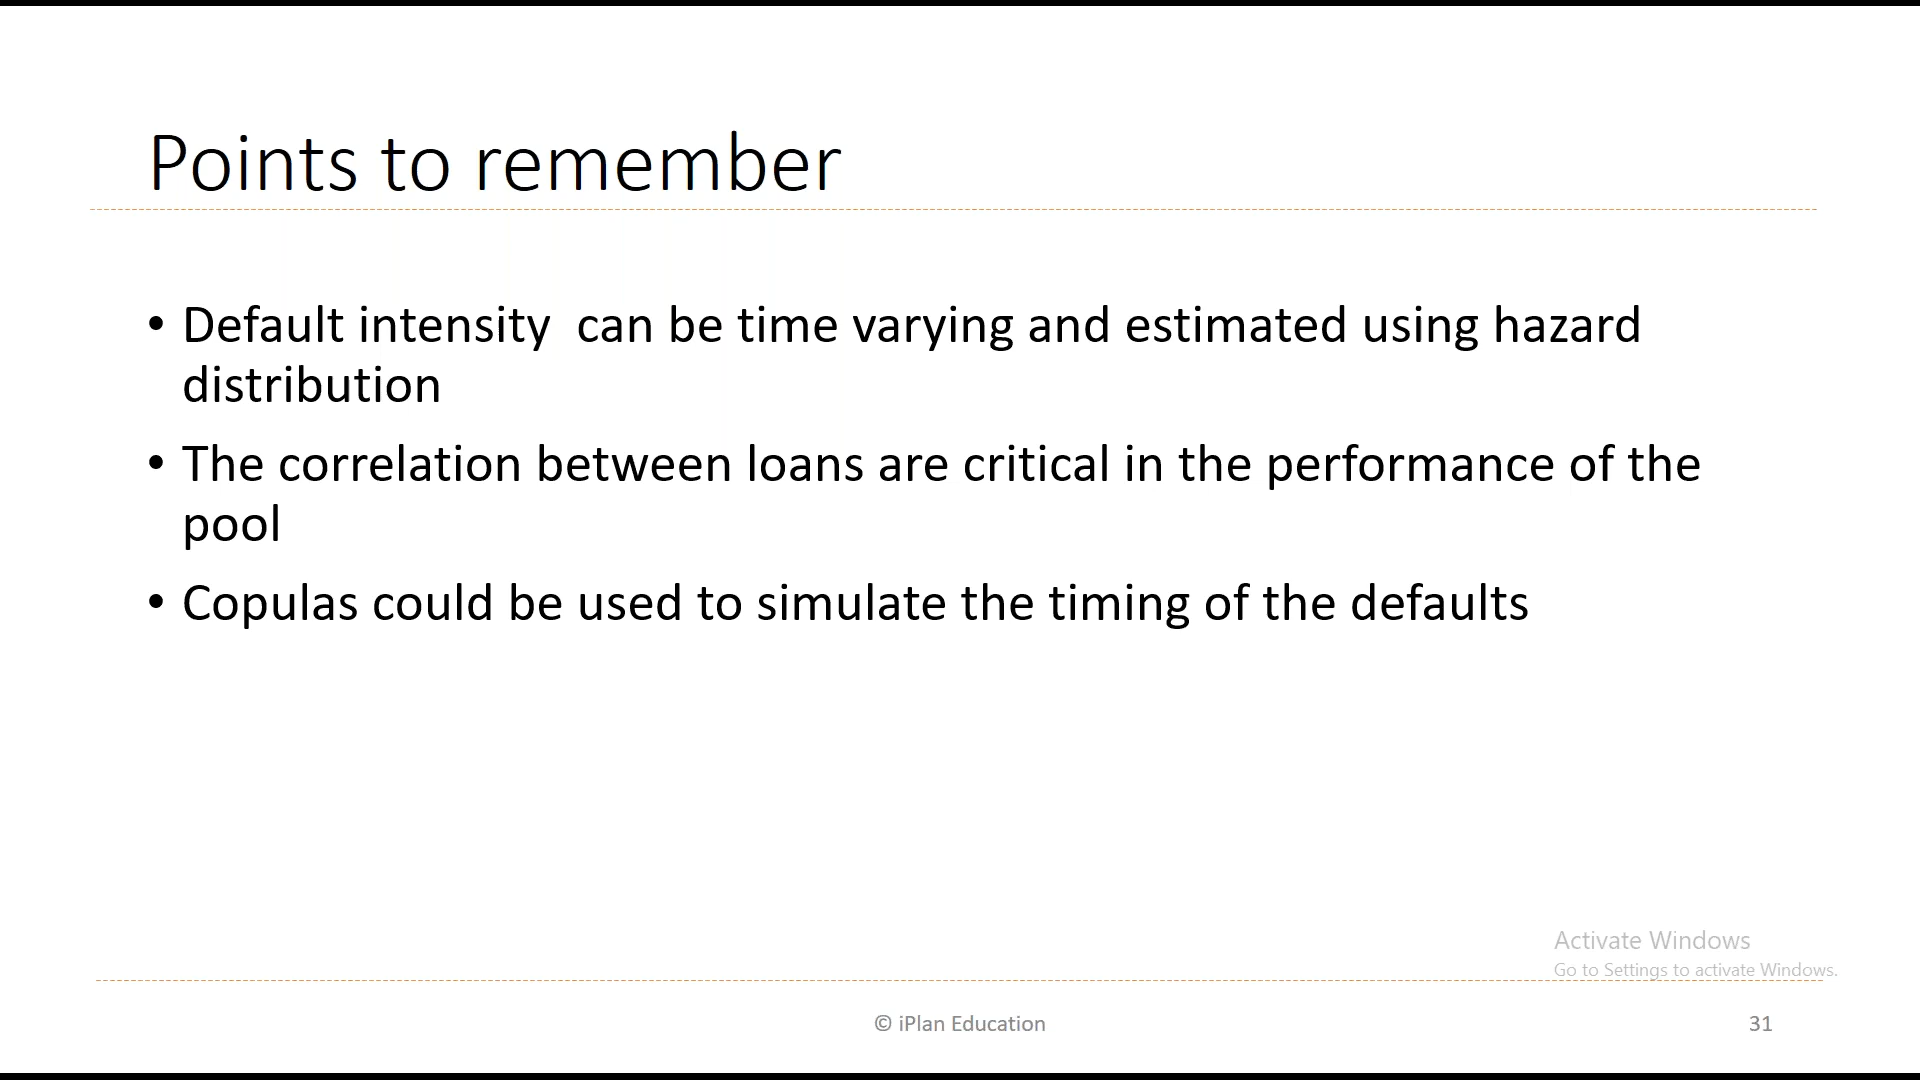 Points to remember
• Default intensity  can be time varying and estimated using hazard
distribution
• The correlation between loans are critical in the performance of the
pool
• Copulas could be used to simulate the timing of the defaults
Activate Windows
Go to Settings to activate Windows.
© iPlan Education
31